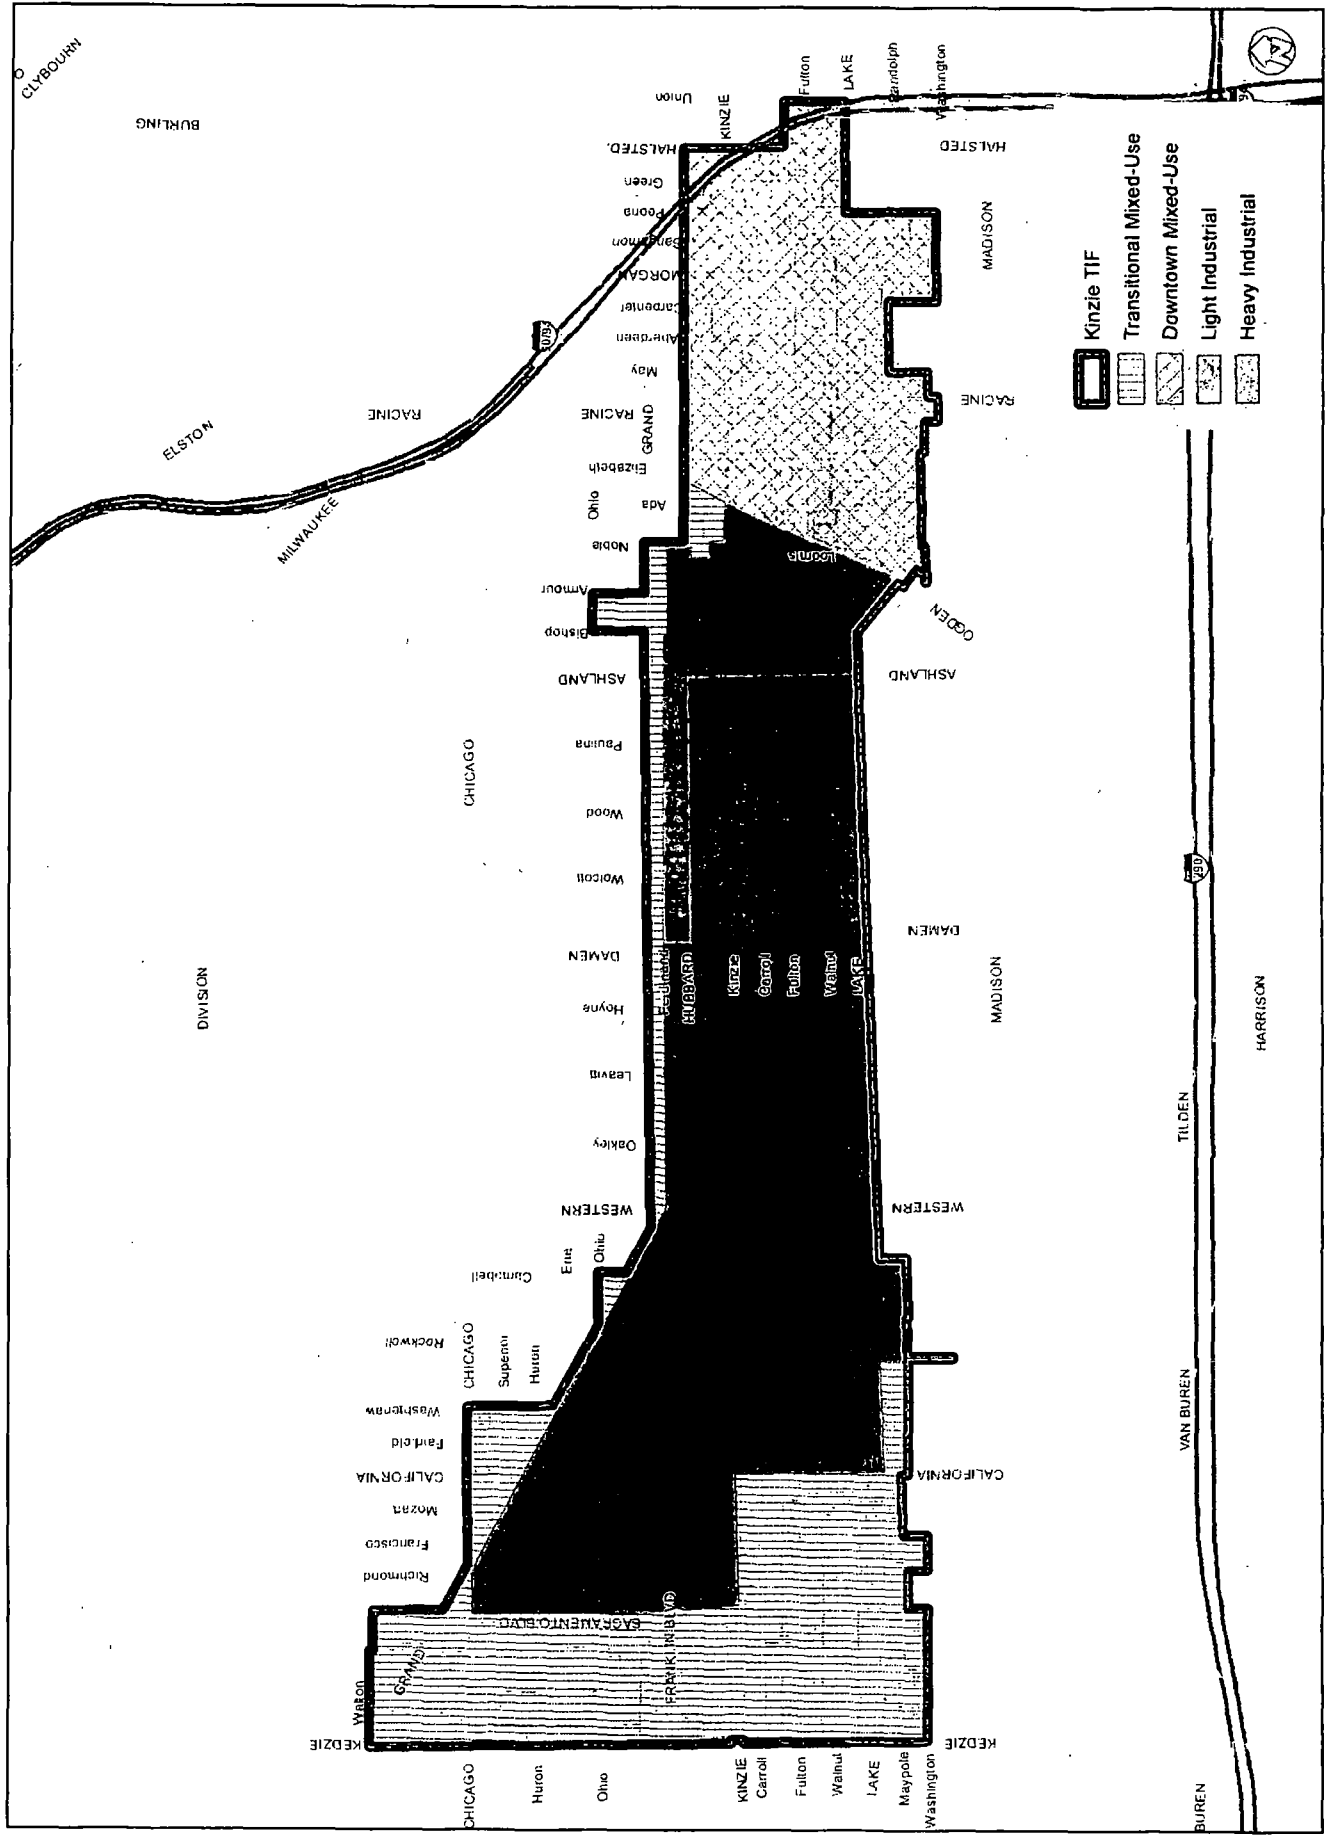 CLYBOURN
BURLING
ELSTON
RACINE
MILWAUKEE
90/94
DIVISION
CHICAGO
Union
HALSTED
Green
Peoria
Sangamon
MORGAN
Carpenter
Aberdeen
May
RACINE
GRAND
Elizabeth
Ada
Ohio
Noble
Armour
Bishop
ASHLAND
Paulina
Wood
Wolcott
DAMEN
Hoyne
Leavitt
Oakley
WESTERN
Ohio
Erie
Campbell
Rockwell
CHICAGO
Superior
Huron
Washtenaw
Fairfield
CALIFORNIA
Mozart
Francisco
Richmond
SACRAMENTO BLVD
FRANKLIN BLVD
GRAND
Walton
KEDZIE
CHICAGO
Huron
Ohio
KINZIE
Carroll
Fulton
Walnut
LAKE
Maypole
Washington
KEDZIE
CALIFORNIA
WESTERN
HUBBARD
Kinzie
Carroll
Fulton
Walnut
LAKE
DAMEN
MADISON
ASHLAND
OGDEN
Loomis
RACINE
MADISON
HALSTED
KINZIE
Fulton
LAKE
Randolph
Washington
94
290
HARRISON
TILDEN
VAN BUREN
BUREN
Kinzie TIF
Transitional Mixed-Use
Downtown Mixed-Use
Light Industrial
Heavy Industrial
N